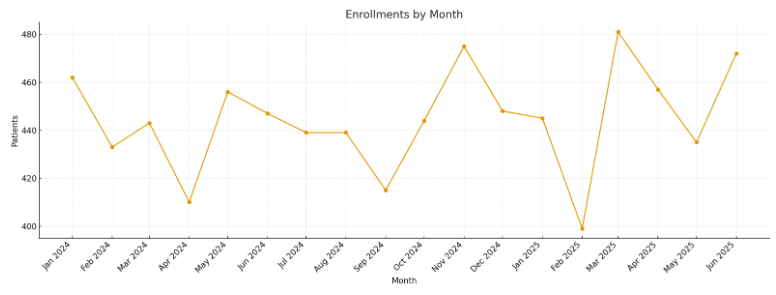 Enrollments by Month
Patients
460
440
420
400
Jan 2024
Feb 2024
Mar 2024
Apr 2024
May 2024
Jun 2024
Jul 2024
Aug 2024
Sep 2024
Oct 2024
Nov 2024
Dec 2024
Jan 2025
Feb 2025
Mar 2025
Apr 2025
May 2025
Jun 2025
Month